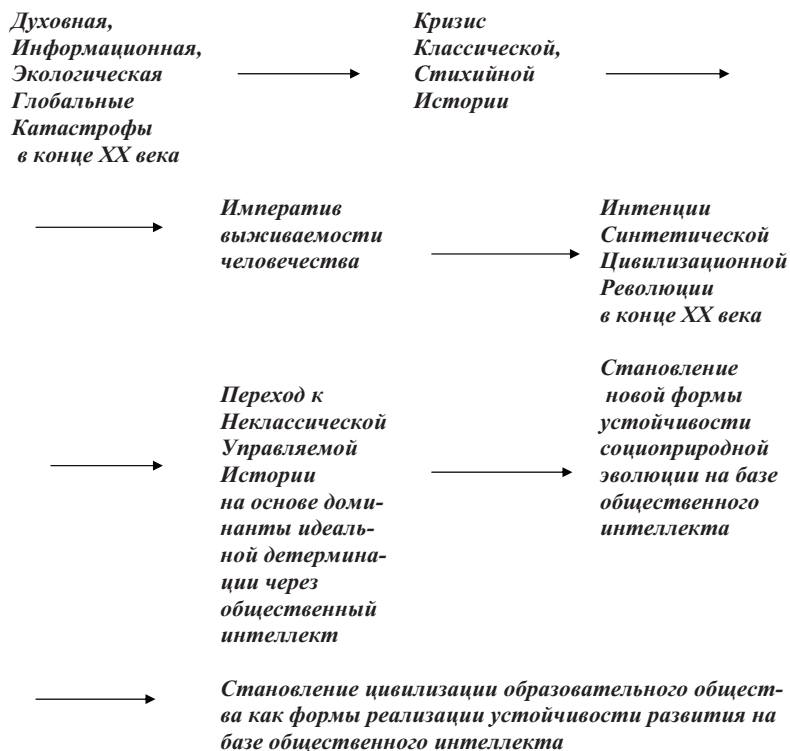 Духовная,
Информационная,
Экологическая
Глобальные
Катастрофы
в конце XX века
Кризис
Классической,
Стихийной
Истории
Императив
выживаемости
человечества
Интенции
Синтетической
Цивилизационной
Революции
в конце XX века
Переход к
Неклассической
Управляемой
Истории
на основе доми-
нанты идеаль-
ной детермина-
ции через
общественный
интеллект
Становление
новой формы
устойчивости
социоприродной
эволюции на базе
общественного
интеллекта
Становление цивилизации образовательного общест-
ва как формы реализации устойчивости развития на
базе общественного интеллекта